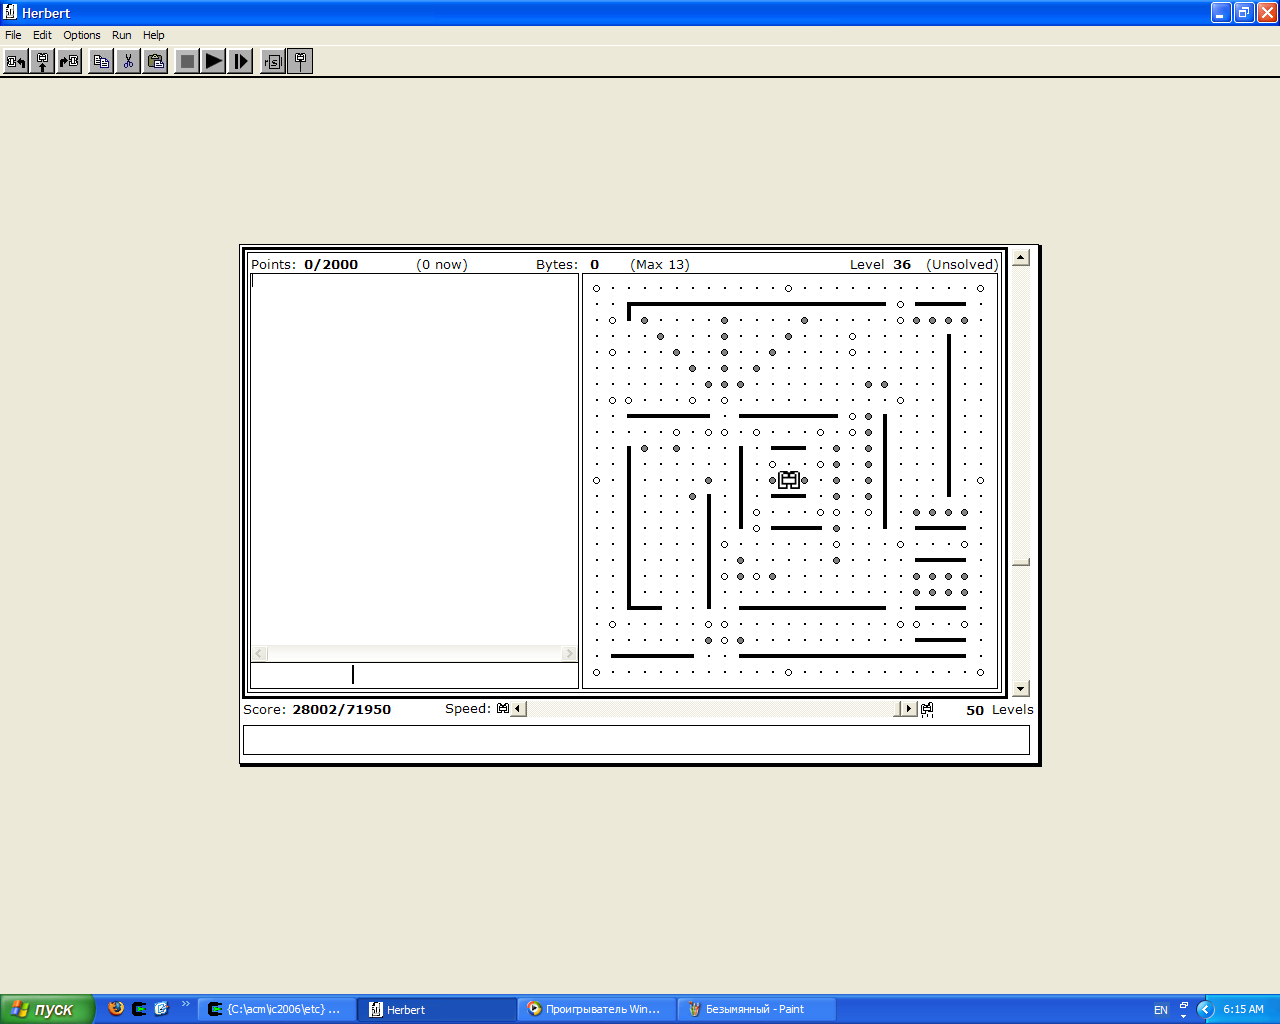 Herbert
File Edit Options Run Help
Points: 0/2000 (0 now) Bytes: 0 (Max 13) Level 36 (Unsolved)
Score: 28002/71950 Speed: 50 Levels
пуск {C:\acm\ic2006\etc} ... Herbert Проигрыватель Win... Безымянный - Paint EN 6:15 AM